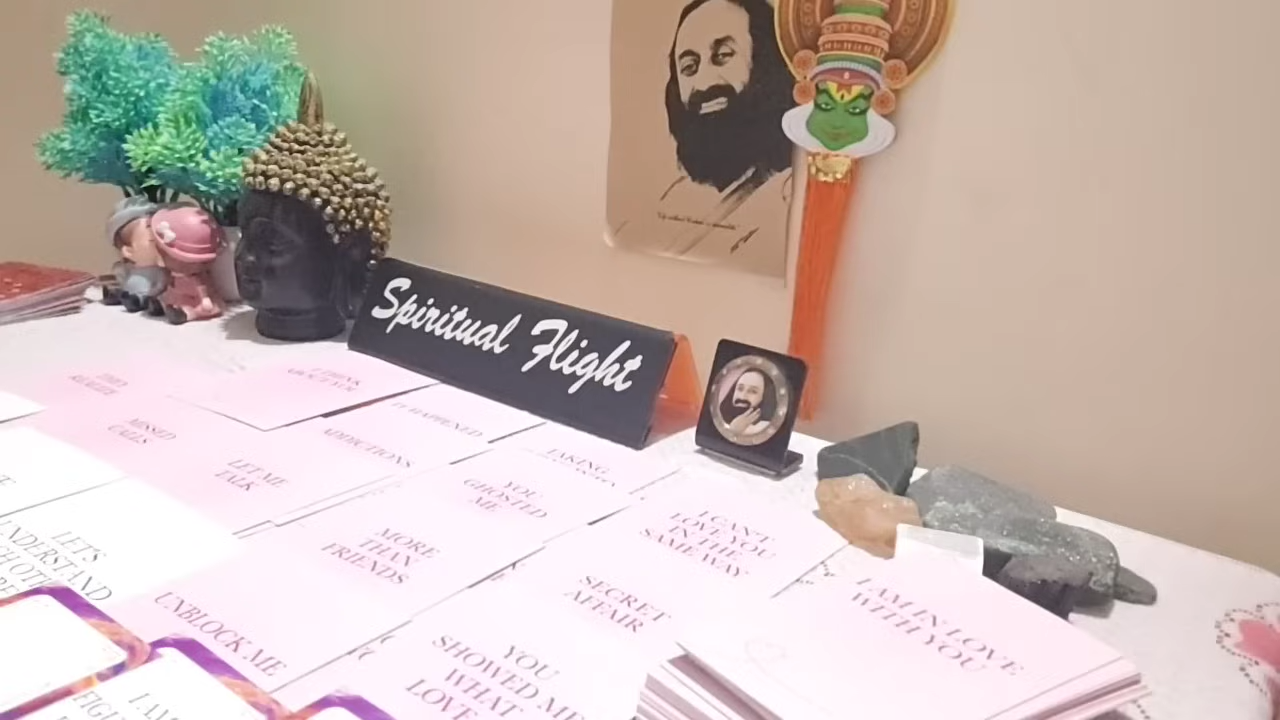 Spiritual Flight
MISSED
CALLS
LET ME
TALK
IT HAPPENED
ADDICTIONS
TAKING
YOU
GHOSTED
ME
MORE
THAN
FRIENDS
I CAN'T
LOVE YOU
IN THE
SAME WAY
SECRET
AFFAIR
I AM IN LOVE
WITH YOU
LET'S
UNDERSTAND
UNBLOCK ME
YOU
SHOWED ME
WHAT
LOVE
I AM